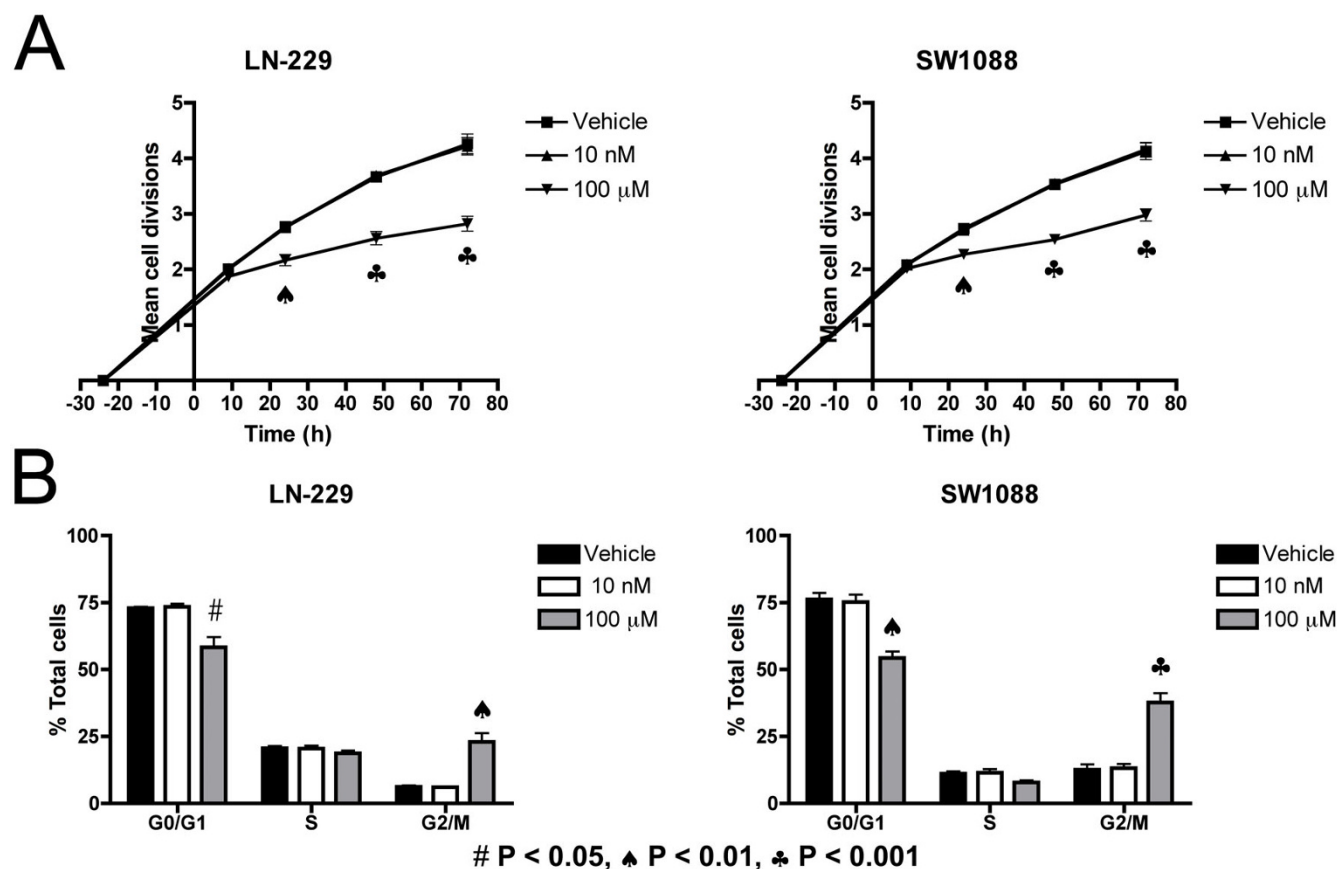 A
LN-229
5
4
3
2
1
Mean cell divisions
-30 -20 -10 0 10 20 30 40 50 60 70 80
Time (h)
Vehicle
10 nM
100 μM
SW1088
5
4
3
2
1
Mean cell divisions
-30 -20 -10 0 10 20 30 40 50 60 70 80
Time (h)
Vehicle
10 nM
100 μM
B
LN-229
100
75
50
25
0
% Total cells
#
G0/G1 S G2/M
Vehicle
10 nM
100 μM
SW1088
100
75
50
25
0
% Total cells
G0/G1 S G2/M
Vehicle
10 nM
100 μM
# P < 0.05, ♠ P < 0.01, ♣ P < 0.001